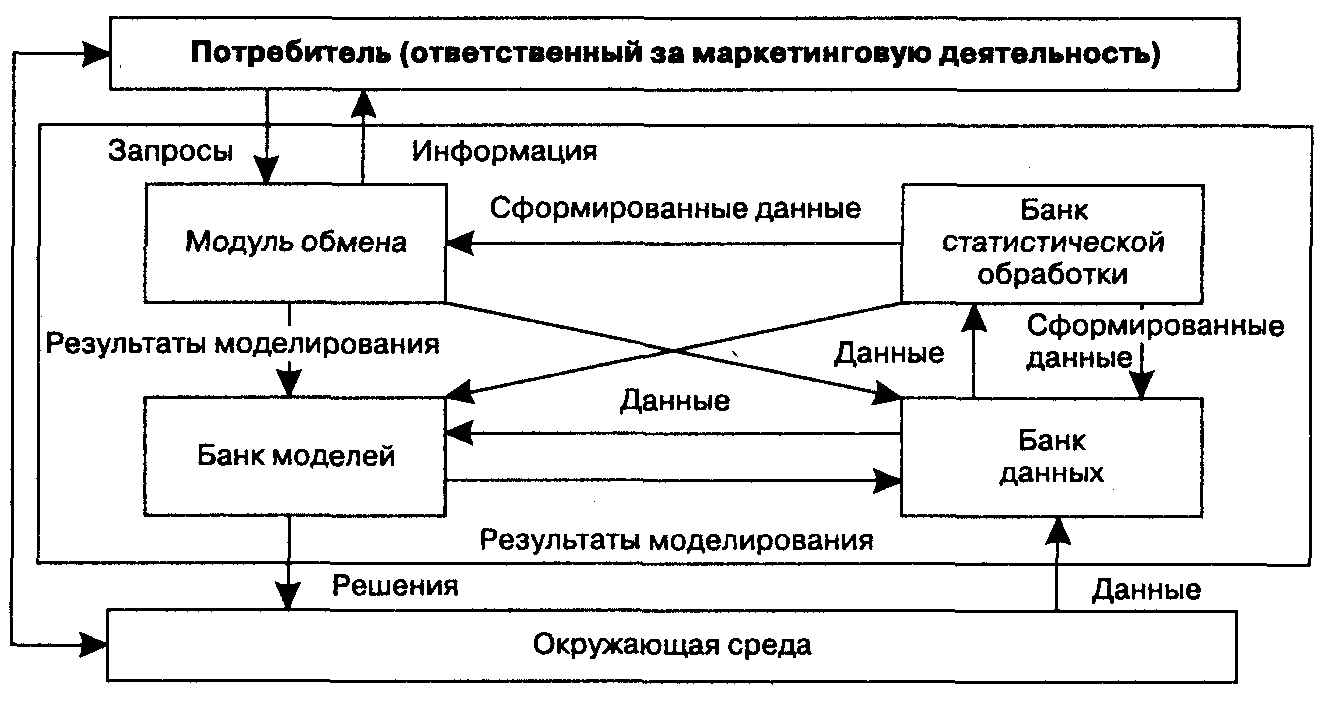 Потребитель (ответственный за маркетинговую деятельность)
Запросы
Информация
Модуль обмена
Сформированные данные
Банк
статистической
обработки
Результаты моделирования
Данные
Сформированные
данные
Данные
Банк моделей
Банк
данных
Результаты моделирования
Решения
Данные
Окружающая среда